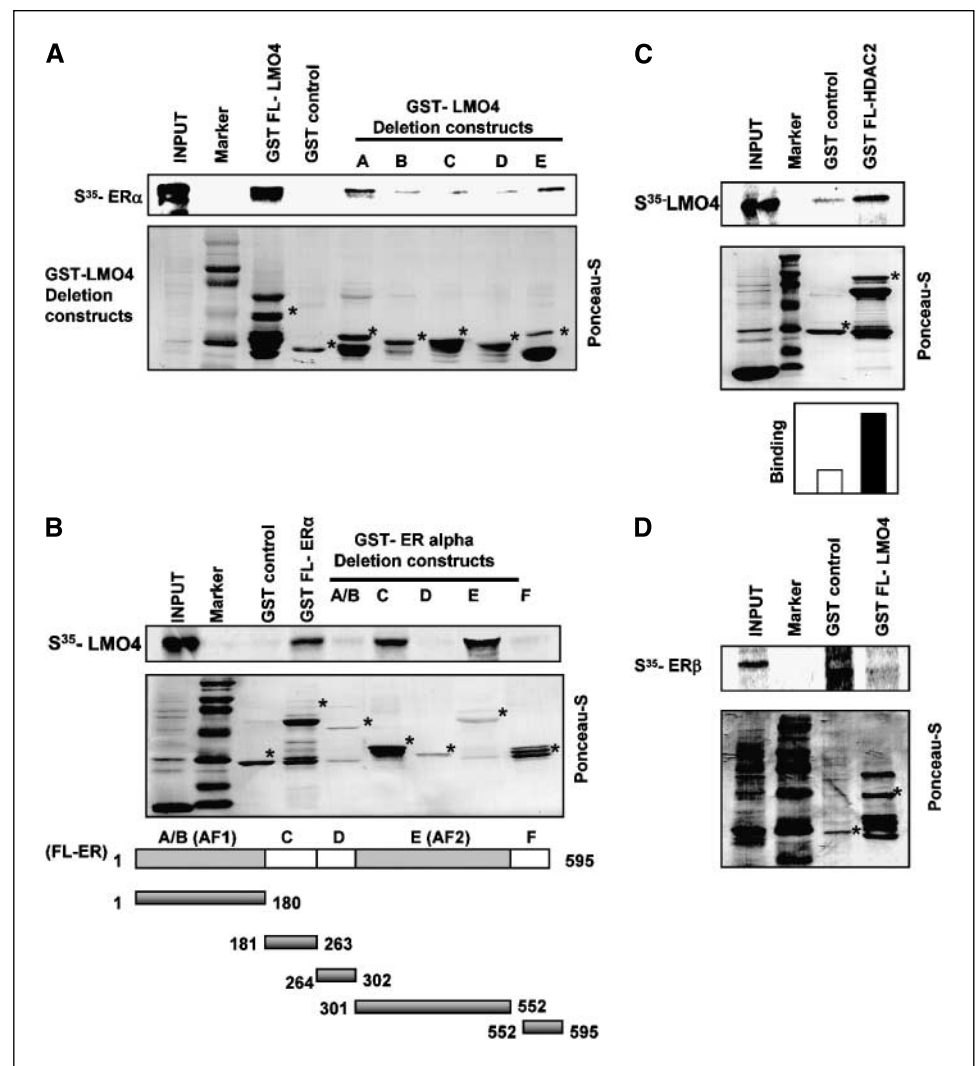 A
INPUT
Marker
GST FL- LMO4
GST control
GST- LMO4
Deletion constructs
A B C D E
S35- ERα
GST-LMO4
Deletion
constructs
Ponceau-S
*
*
*
*
*
*
*
C
INPUT
Marker
GST control
GST FL-HDAC2
S35-LMO4
Ponceau-S
*
*
Binding
B
INPUT
Marker
GST control
GST FL- ERα
GST- ER alpha
Deletion constructs
A/B C D E F
S35- LMO4
Ponceau-S
*
*
*
*
*
*
*
A/B (AF1) C D E (AF2) F
(FL-ER) 1 595
1 180
181 263
264 302
301 552
552 595
D
INPUT
Marker
GST control
GST FL- LMO4
S35- ERβ
Ponceau-S
*
*